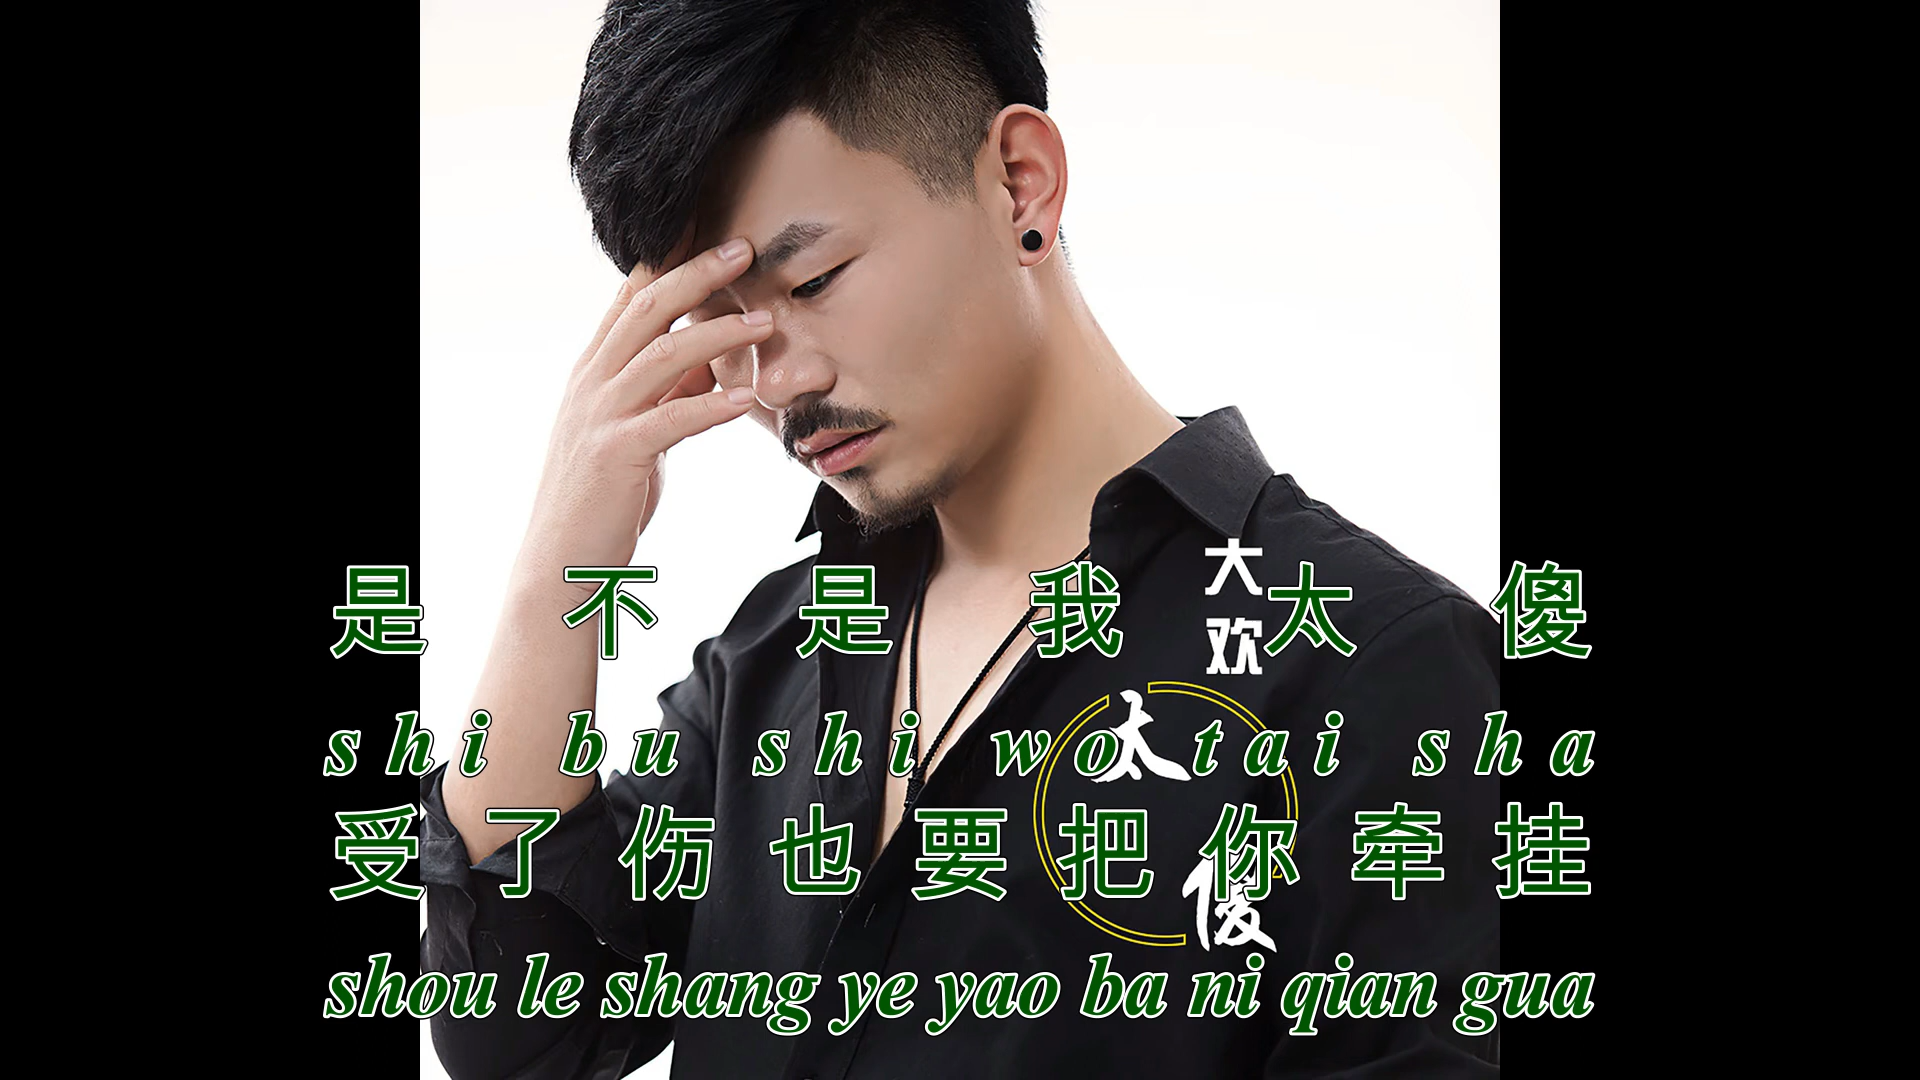 大欢
太傻
是不是我太傻
shi bu shi wo tai sha
受了伤也要把你牵挂
shou le shang ye yao ba ni qian gua